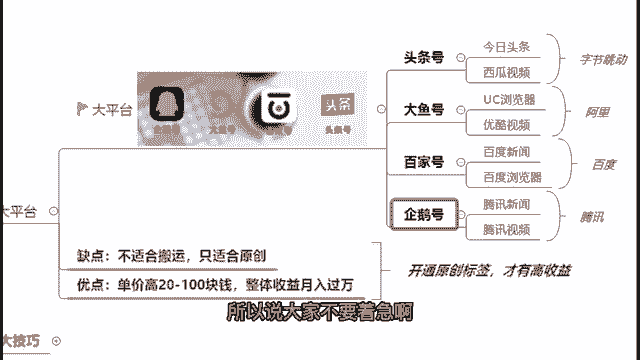 头条号
今日头条
西瓜视频
字节跳动
大平台
头条
头条号
大鱼号
UC浏览器
优酷视频
阿里
百家号
百度新闻
百度浏览器
百度
大平台
企鹅号
腾讯新闻
腾讯视频
腾讯
缺点：不适合搬运，只适合原创
优点：单价高20-100块钱，整体收益月入过万
开通原创标签，才有高收益
所以说大家不要着急啊
大技巧